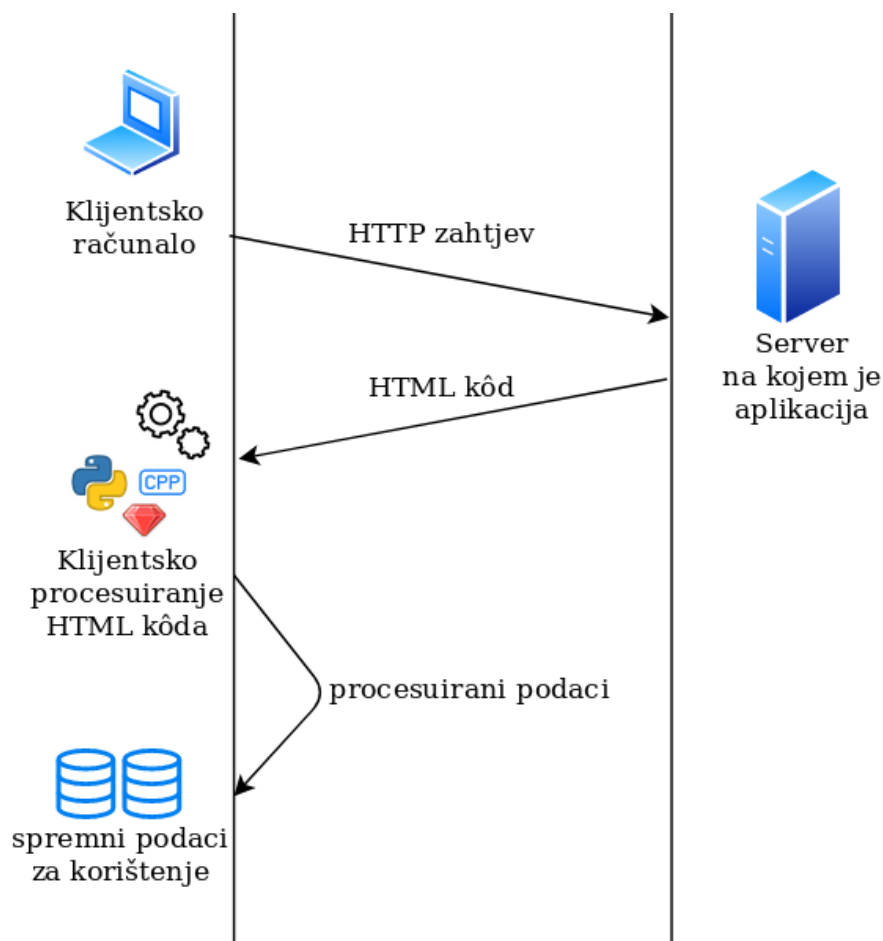 Klijentsko
računalo
HTTP zahtjev
Server
na kojem je
aplikacija
HTML kôd
CPP
Klijentsko
procesuiranje
HTML kôda
procesuirani podaci
spremni podaci
za korištenje